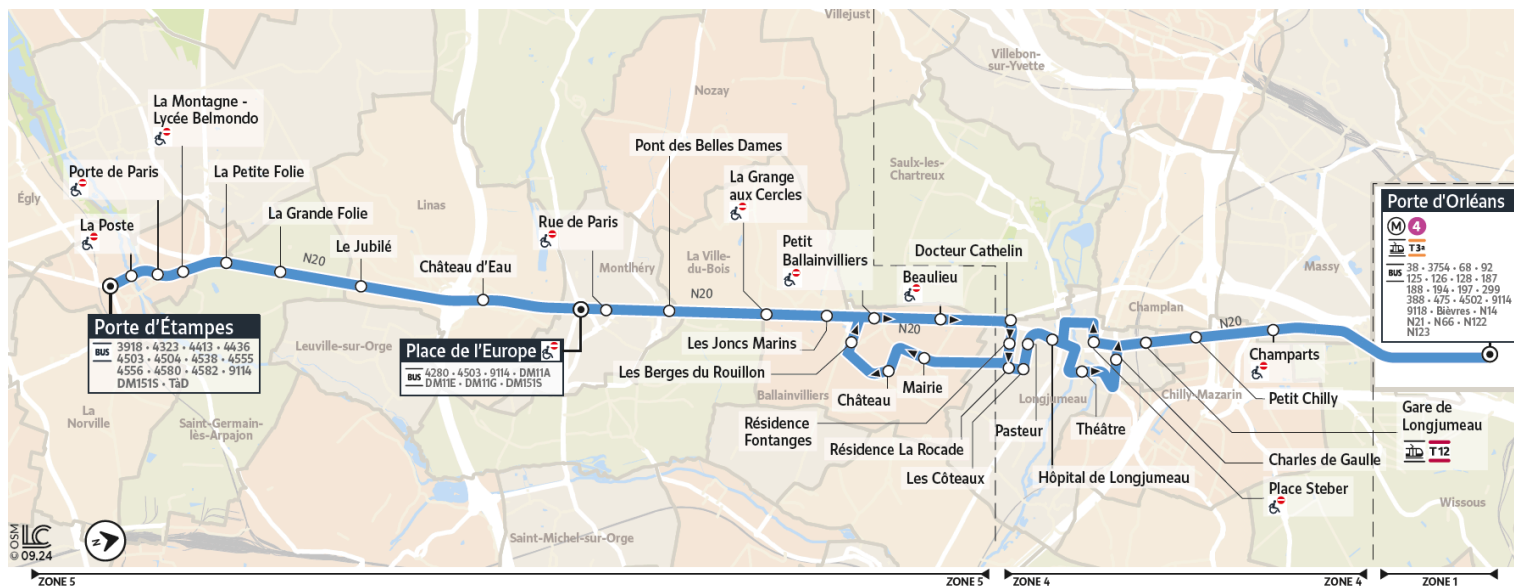 Villejust
Villebon-
sur-Yvette
Nozay
Saulx-les-
Chartreux
Égly
Linas
Montlhéry
La Ville-
du-Bois
Massy
Champlan
Leuville-sur-Orge
Ballainvilliers
Longjumeau
Chilly-Mazarin
La
Norville
Saint-Germain-
lès-Arpajon
Saint-Michel-sur-Orge
Wissous
La Montagne -
Lycée Belmondo
Porte de Paris
La Poste
La Petite Folie
La Grande Folie
N20
Le Jubilé
Château d'Eau
Rue de Paris
Pont des Belles Dames
N20
La Grange
aux Cercles
Petit
Ballainvilliers
Docteur Cathelin
Beaulieu
N20
N20
Porte d'Étampes
BUS
3918 • 4323 • 4413 • 4436
4503 • 4504 • 4538 • 4555
4556 • 4580 • 4582 • 9114
DM151S • TàD
Place de l'Europe
BUS
4280 • 4503 • 9114 • DM11A
DM11E • DM11G • DM151S
Les Joncs Marins
Les Berges du Rouillon
Château
Mairie
Résidence
Fontanges
Résidence La Rocade
Les Côteaux
Pasteur
Hôpital de Longjumeau
Théâtre
Champarts
Petit Chilly
Gare de
Longjumeau
T12
Charles de Gaulle
Place Steber
Porte d'Orléans
M 4
T3a
BUS
38 • 3754 • 68 • 92
125 • 126 • 128 • 187
188 • 194 • 197 • 299
388 • 475 • 4502 • 9114
9118 • Bièvres • N14
N21 • N66 • N122
N123
© OSM
LC
09.24
N
ZONE 5
ZONE 5
ZONE 4
ZONE 4
ZONE 1